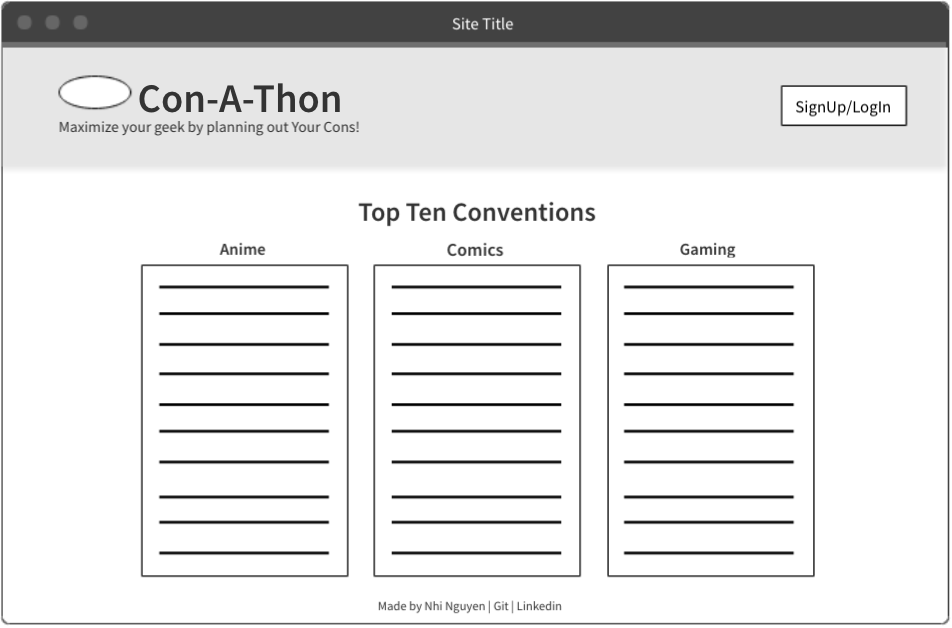 Site Title
Con-A-Thon
Maximize your geek by planning out Your Cons!
SignUp/LogIn
Top Ten Conventions
Anime
Comics
Gaming
Made by Nhi Nguyen | Git | Linkedin